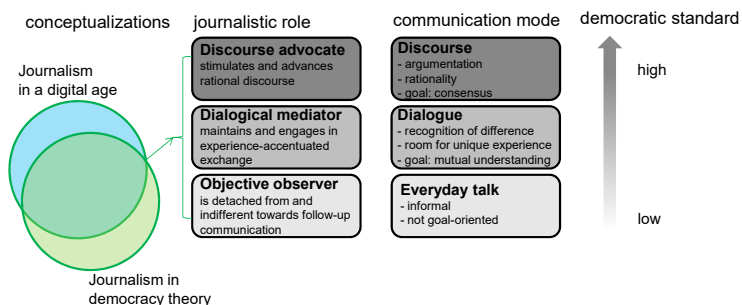 conceptualizations
journalistic role
communication mode
democratic standard
Journalism
in a digital age
Journalism in
democracy theory
Discourse advocate
stimulates and advances
rational discourse
Dialogical mediator
maintains and engages in
experience-accentuated
exchange
Objective observer
is detached from and
indifferent towards follow-up
communication
Discourse
- argumentation
- rationality
- goal: consensus
Dialogue
- recognition of difference
- room for unique experience
- goal: mutual understanding
Everyday talk
- informal
- not goal-oriented
high
low